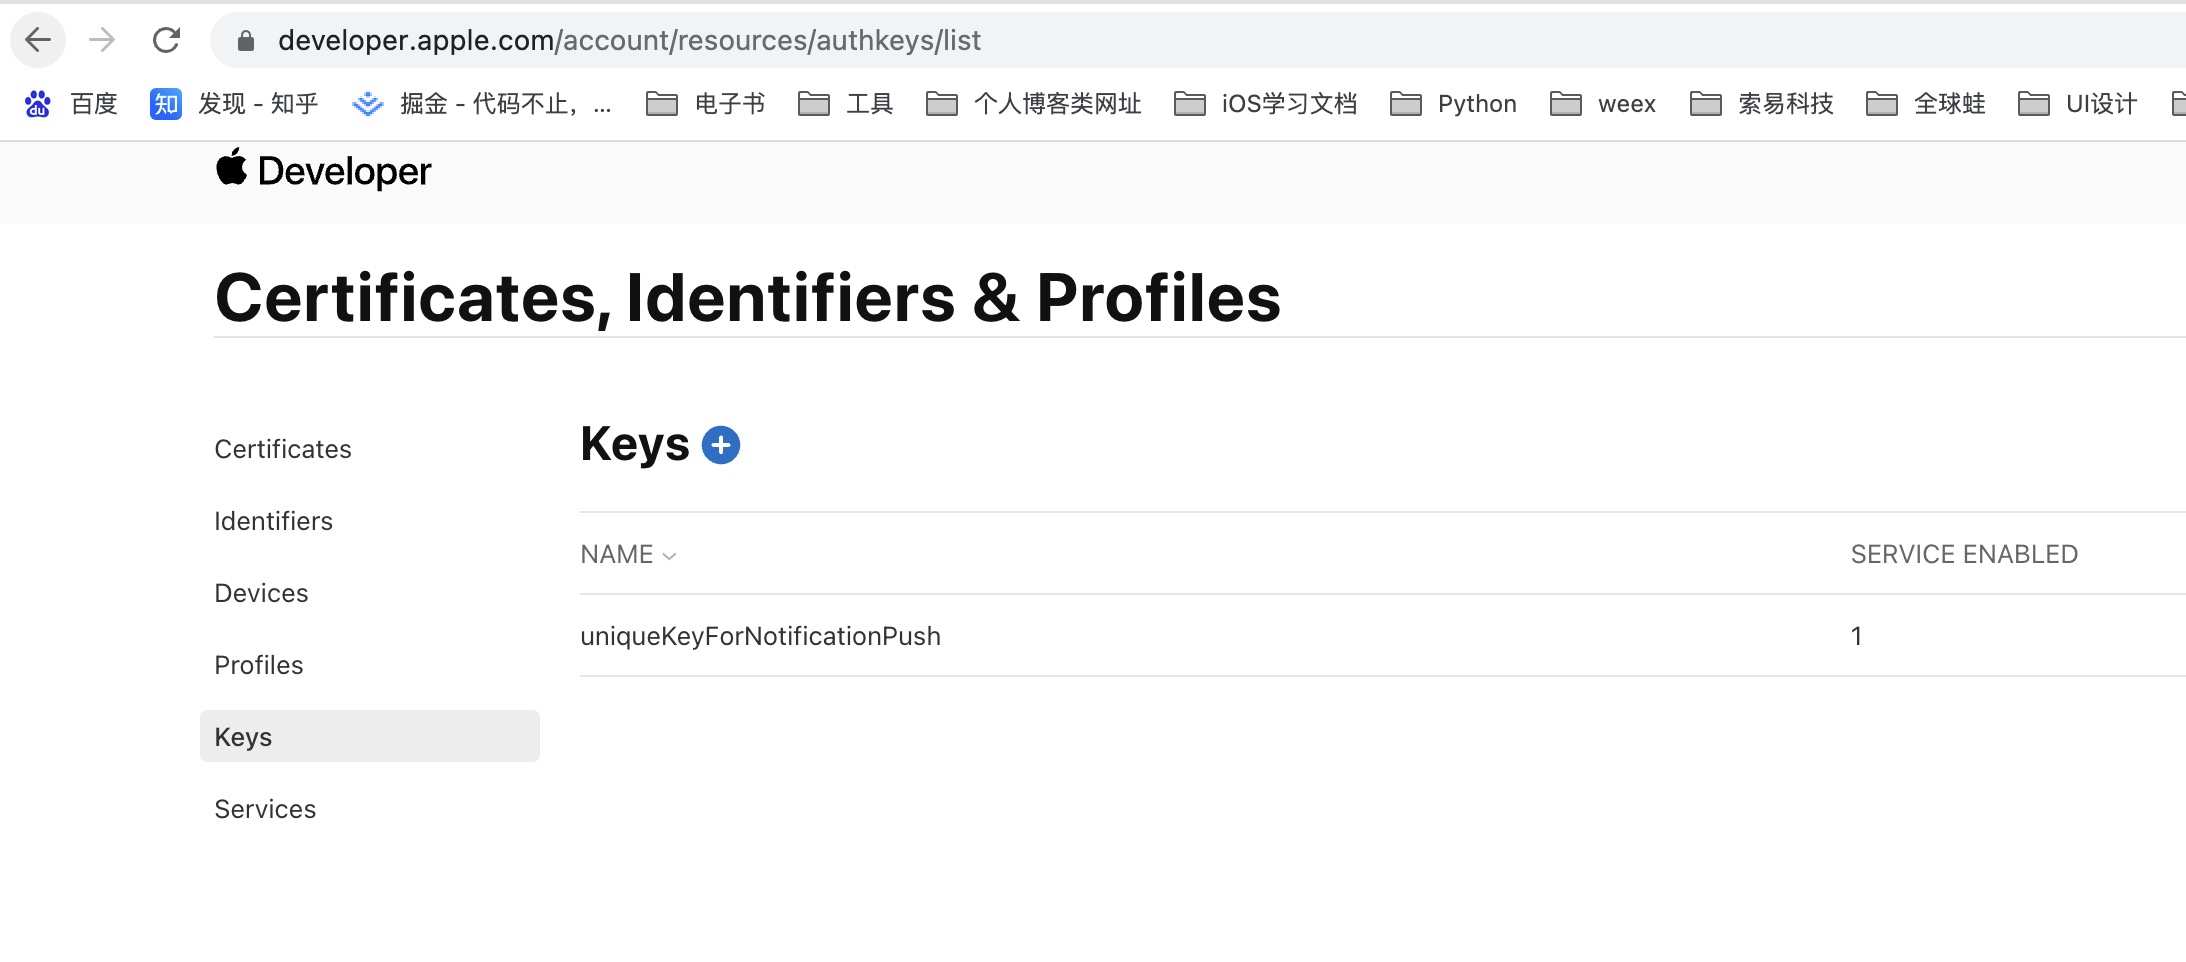 developer.apple.com/account/resources/authkeys/list
du 百度 知 发现 - 知乎 掘金 - 代码不止，... 电子书 工具 个人博客类网址 iOS学习文档 Python weex 索易科技 全球蛙 UI设计
Developer
Certificates, Identifiers & Profiles
Certificates
Identifiers
Devices
Profiles
Keys
Services
Keys
NAME SERVICE ENABLED
uniqueKeyForNotificationPush 1